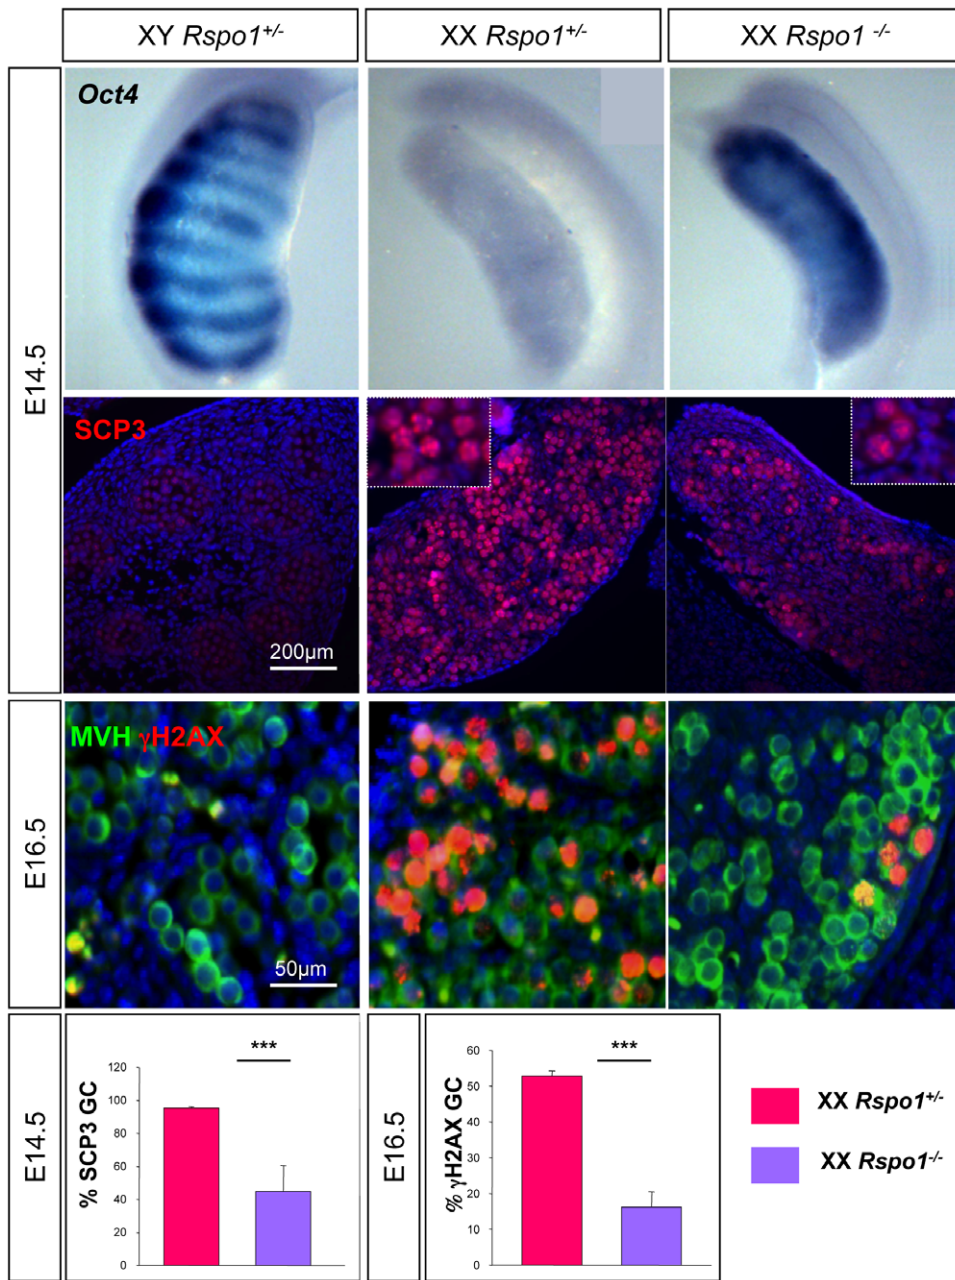 XY Rspo1+/-
XX Rspo1+/-
XX Rspo1 -/-
E14.5
Oct4
SCP3
200µm
E16.5
MVH γH2AX
50µm
E14.5
% SCP3 GC
120
100
80
60
40
20
0
***
E16.5
% γH2AX GC
60
50
40
30
20
10
0
***
XX Rspo1+/-
XX Rspo1-/-